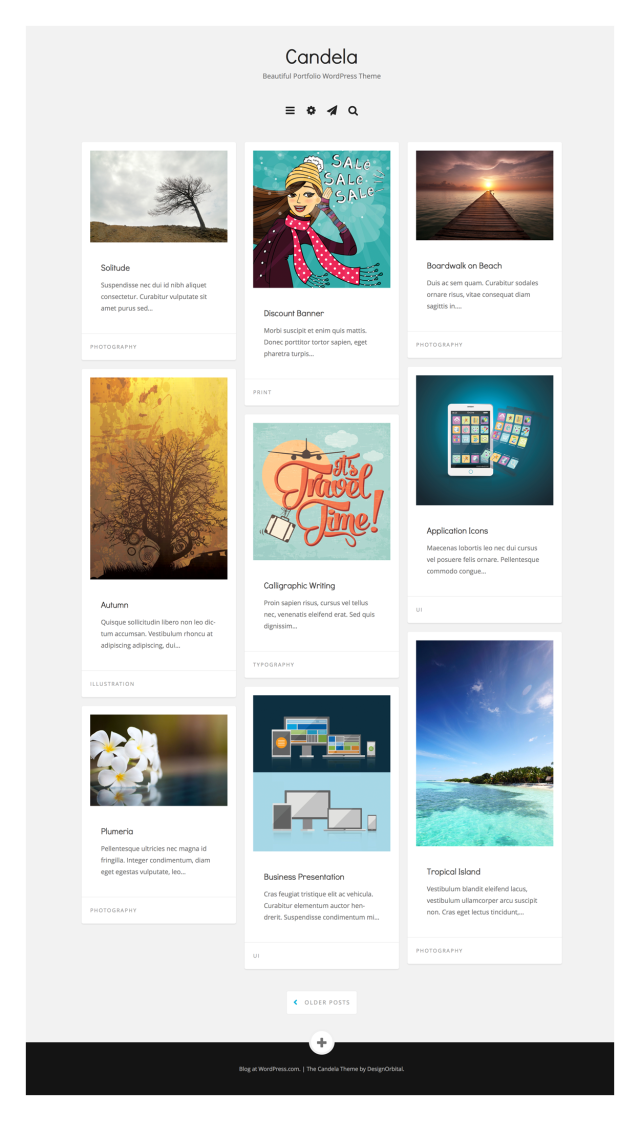 Candela
Beautiful Portfolio WordPress Theme
Solitude
Suspendisse nec dui id nibh aliquet
consectetur. Curabitur vulputate sit
amet purus sed...
PHOTOGRAPHY
Autumn
Quisque sollicitudin libero non leo dic-
tum accumsan. Vestibulum rhoncu at
adipiscing adipiscing, dui...
ILLUSTRATION
Plumeria
Pellentesque ultricies nec magna id
fringilla. Integer condimentum, diam
eget egestas vulputate, leo...
PHOTOGRAPHY
SALE
SALE.
SALE
Discount Banner
Morbi suscipit et enim quis mattis.
Donec porttitor tortor sapien, eget
pharetra turpis...
PRINT
It's
Travel
Time!
Calligraphic Writing
Proin sapien risus, cursus vel tellus
nec, venenatis eleifend erat. Sed quis
dignissim...
TYPOGRAPHY
Business Presentation
Cras feugiat tristique elit ac vehicula.
Curabitur elementum auctor hen-
drerit. Suspendisse condimentum mi...
UI
Boardwalk on Beach
Duis ac sem quam. Curabitur sodales
ornare risus, vitae consequat diam
sagittis in....
PHOTOGRAPHY
Application Icons
Maecenas lobortis leo nec dui cursus
vel posuere felis ornare. Pellentesque
commodo congue...
UI
Tropical Island
Vestibulum blandit eleifend lacus,
vestibulum ullamcorper arcu suscipit
non. Cras eget lectus tincidunt,...
PHOTOGRAPHY
OLDER POSTS
Blog at WordPress.com. | The Candela Theme by DesignOrbital.